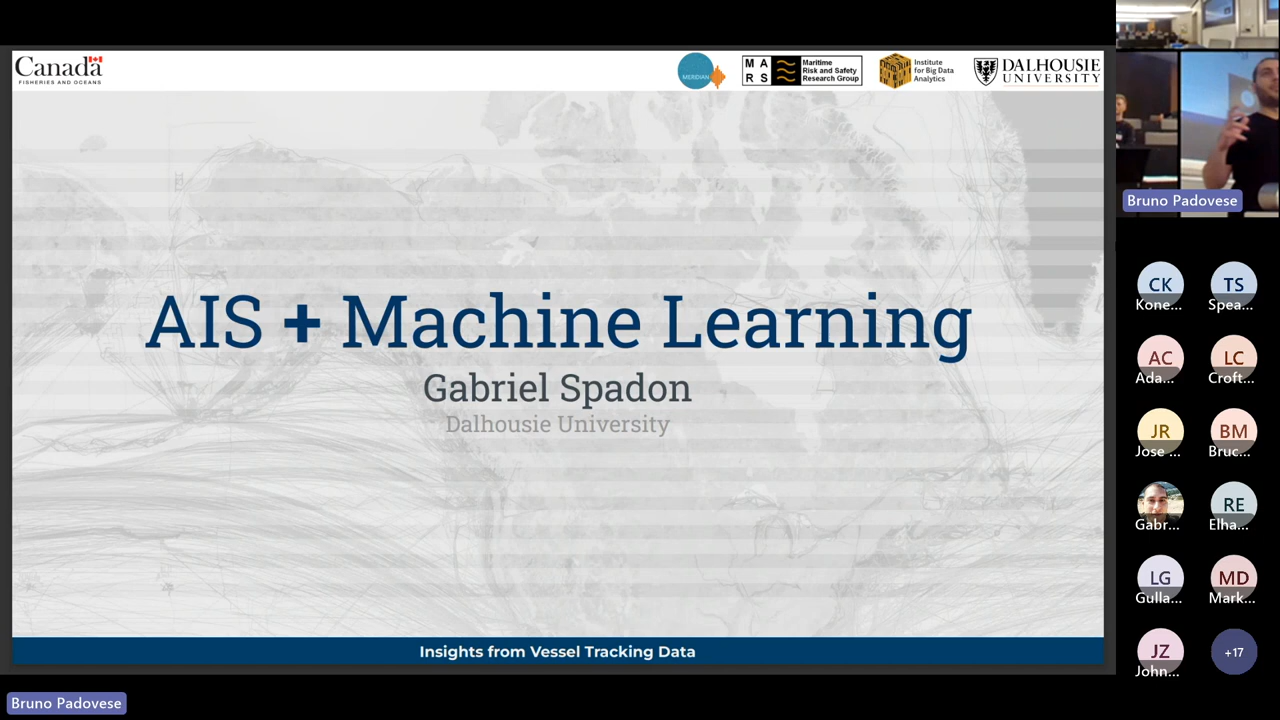 Canada
FISHERIES AND OCEANS
MERIDIAN
M A
R S
Maritime
Risk and Safety
Research Group
Institute
for Big Data
Analytics
DALHOUSIE
UNIVERSITY
AIS + Machine Learning
Gabriel Spadon
Dalhousie University
Insights from Vessel Tracking Data
Bruno Padovese
Bruno Padovese
CK
Kone...
TS
Spea...
AC
Ada...
LC
Croft...
JR
Jose ...
BM
Bruc...
Gabr...
RE
Elha...
LG
Gulla...
MD
Mark...
JZ
John...
+17